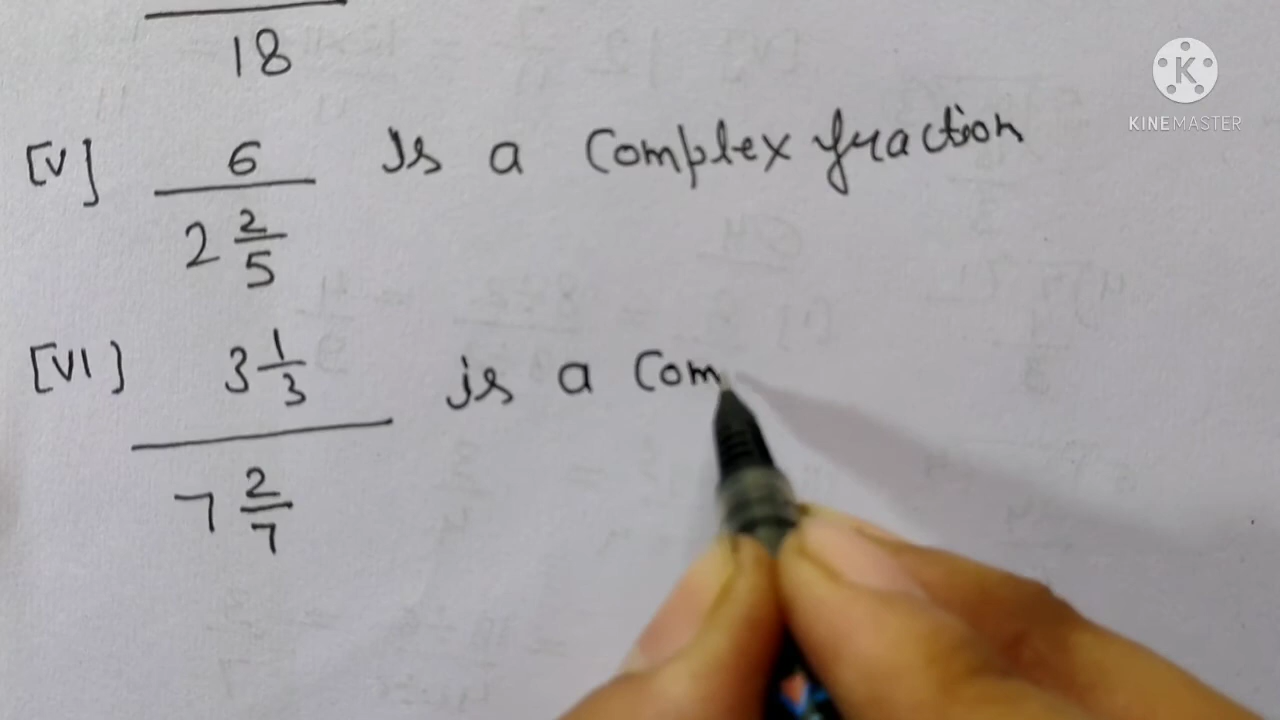 18
K
KINEMASTER
[V] 6 / 2 2/5 is a complex fraction
[VI] 3 1/3 / 7 2/7 is a Com